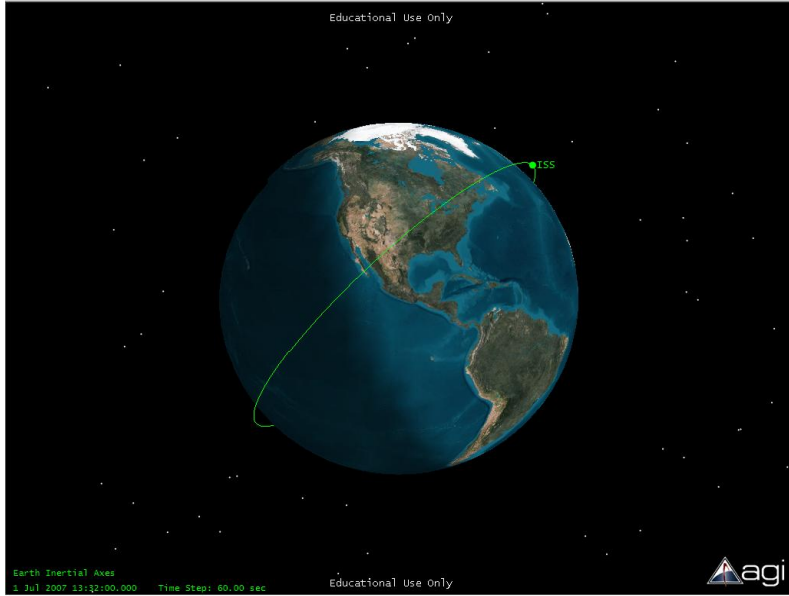 Educational Use Only
ISS
Earth Inertial Axes
1 Jul 2007 13:32:00.000 Time Step: 60.00 sec
Educational Use Only
agi